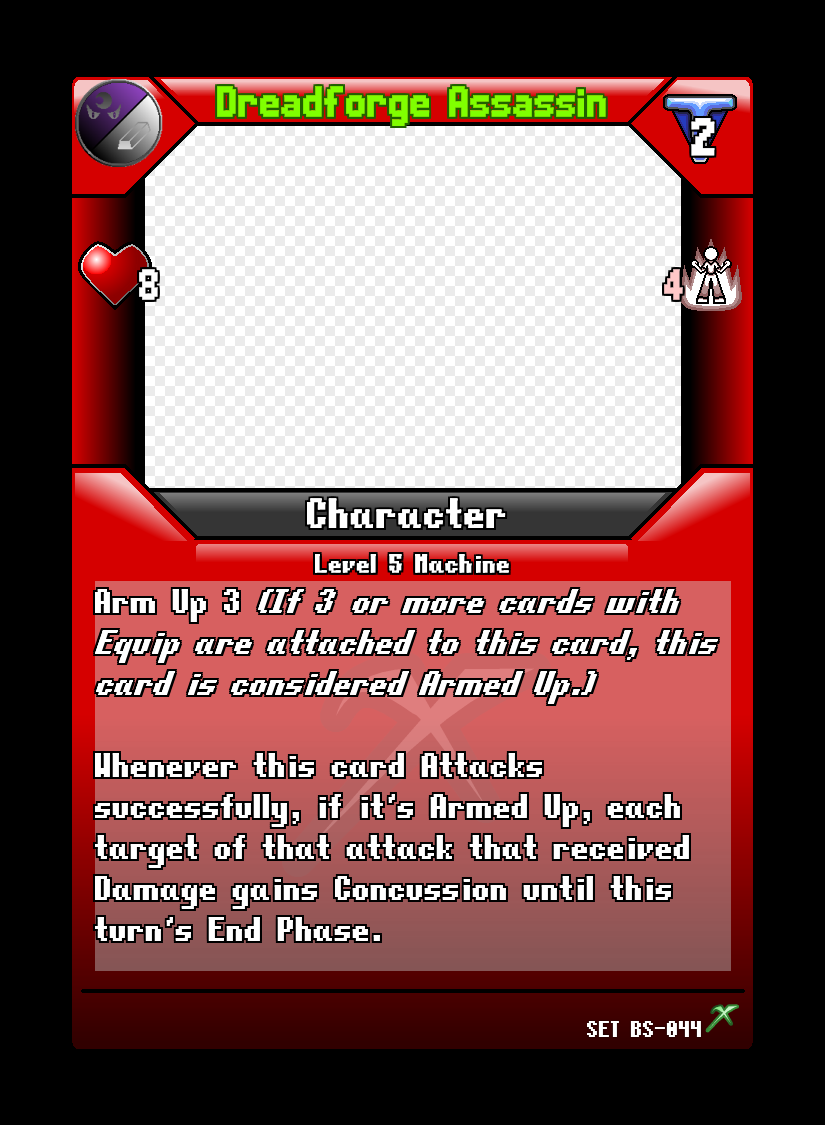 Dreadforge Assassin
2
8
4
Character
Level 5 Machine
Arm Up 3 (If 3 or more cards with
Equip are attached to this card, this
card is considered Armed Up.)
Whenever this card Attacks
successfully, if it's Armed Up, each
target of that attack that received
Damage gains Concussion until this
turn's End Phase.
SET BS-044